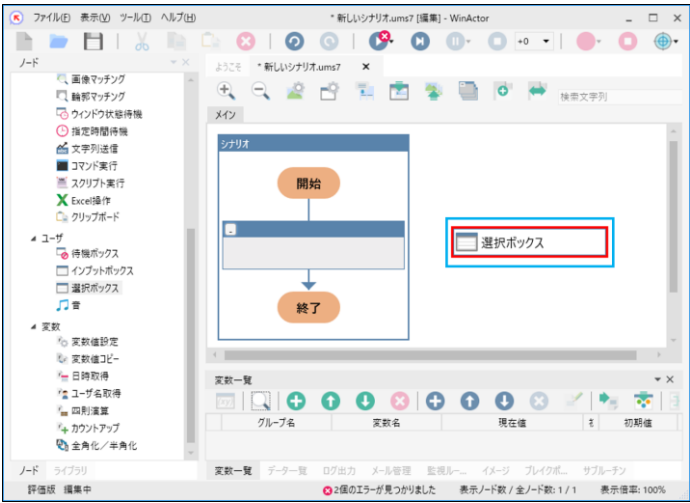 ファイル(F) 表示(V) ツール(T) ヘルプ(H)
* 新しいシナリオ.ums7 [編集] - WinActor
+0
ノード
ようこそ
* 新しいシナリオ.ums7
検索文字列
画像マッチング
輪郭マッチング
ウィンドウ状態待機
指定時間待機
文字列送信
コマンド実行
スクリプト実行
Excel操作
クリップボード
ユーザ
待機ボックス
インプットボックス
選択ボックス
音
変数
変数値設定
変数値コピー
日時取得
ユーザ名取得
四則演算
カウントアップ
全角化／半角化
ノード ライブラリ
メイン
シナリオ
開始
終了
選択ボックス
変数一覧
グループ名 変数名 現在値 初期値
変数一覧 データ一覧 ログ出力 メール管理 監視ルー... イメージ ブレイクポ... サブルーチン
評価版 編集中
2個のエラーが見つかりました
表示ノード数 / 全ノード数: 1 / 1
表示倍率: 100%